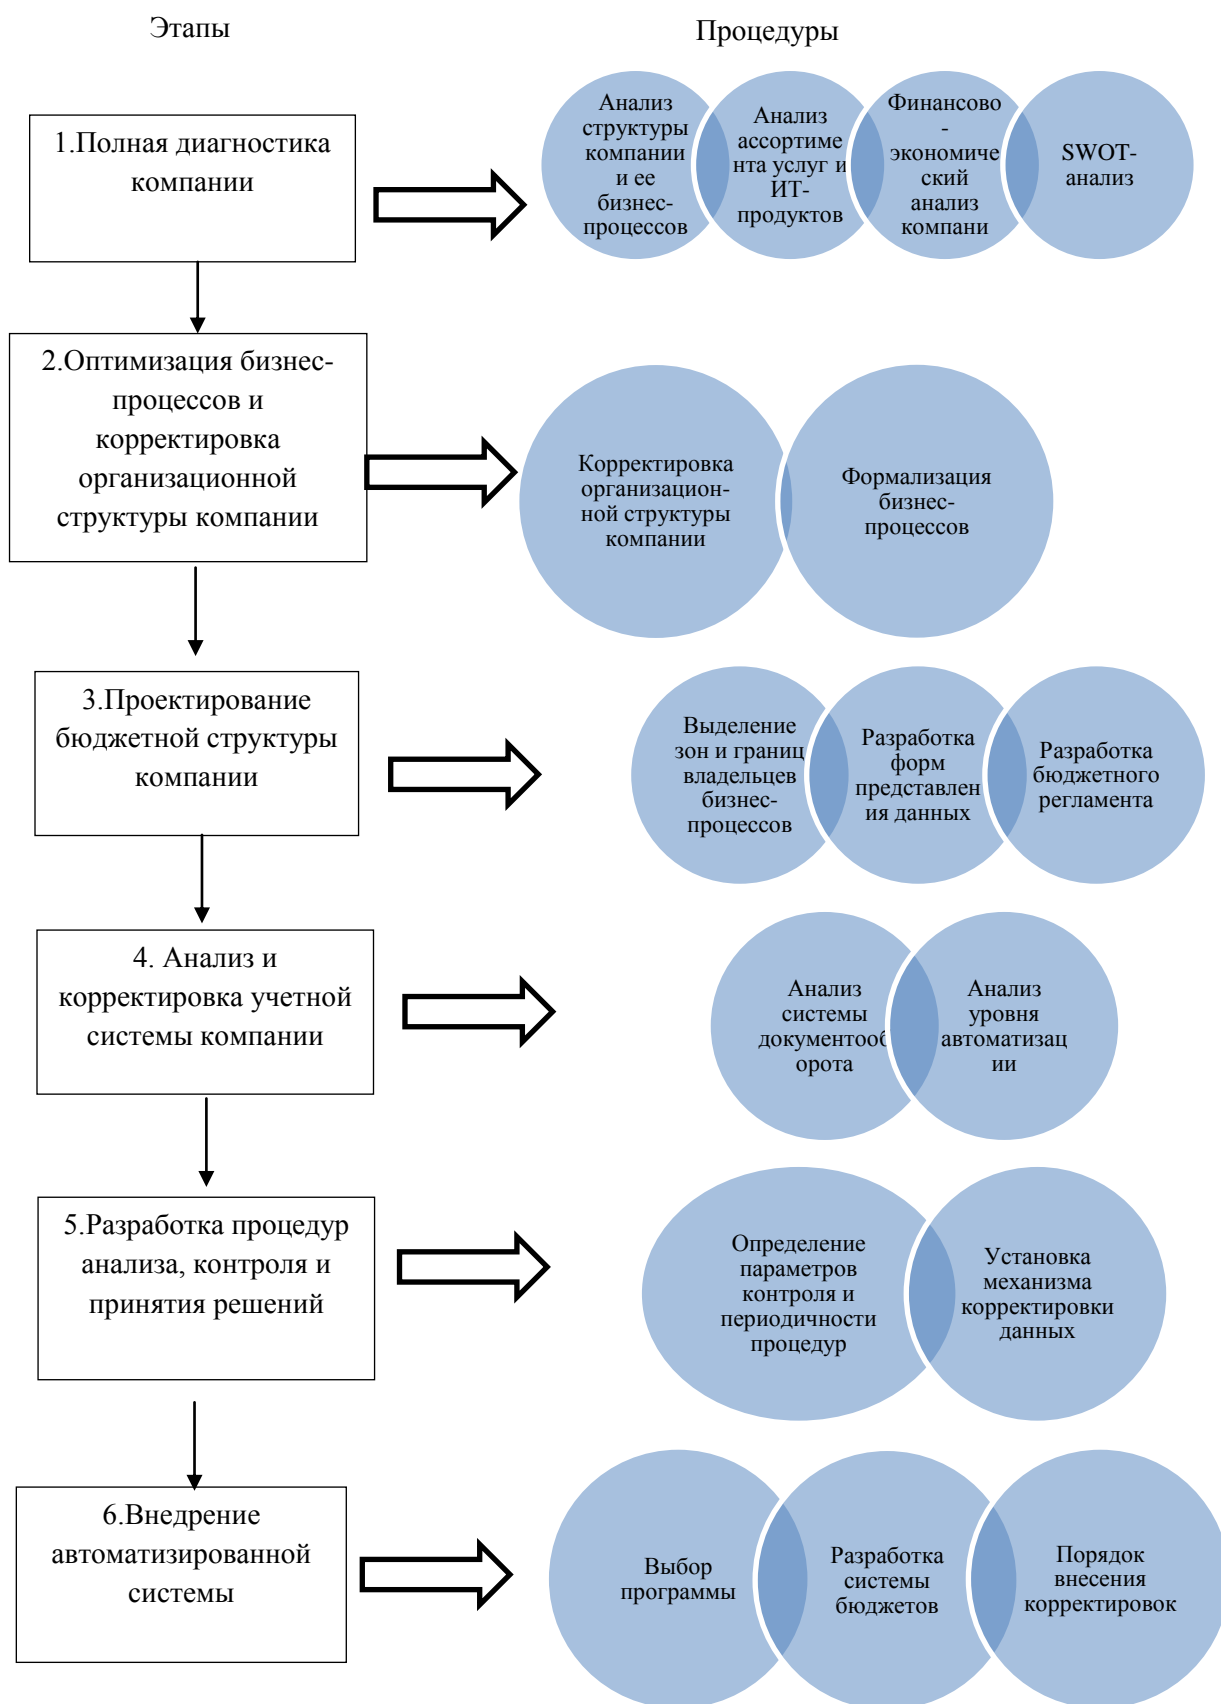 Этапы
Процедуры
1.Полная диагностика
компании
Анализ
структуры
компании
и ее
бизнес-
процессов
Анализ
ассортиме
нта услуг и
ИТ-
продуктов
Финансово
-
экономиче
ский
анализ
компани
SWOT-
анализ
2.Оптимизация бизнес-
процессов и
корректировка
организационной
структуры компании
Корректировка
организацион-
ной структуры
компании
Формализация
бизнес-
процессов
3.Проектирование
бюджетной структуры
компании
Выделение
зон и границ
владельцев
бизнес-
процессов
Разработка
форм
представлен
ия данных
Разработка
бюджетного
регламента
4. Анализ и
корректировка учетной
системы компании
Анализ
системы
документооб
орота
Анализ
уровня
автоматизац
ии
5.Разработка процедур
анализа, контроля и
принятия решений
Определение
параметров
контроля и
периодичности
процедур
Установка
механизма
корректировки
данных
6.Внедрение
автоматизированной
системы
Выбор
программы
Разработка
системы
бюджетов
Порядок
внесения
корректировок